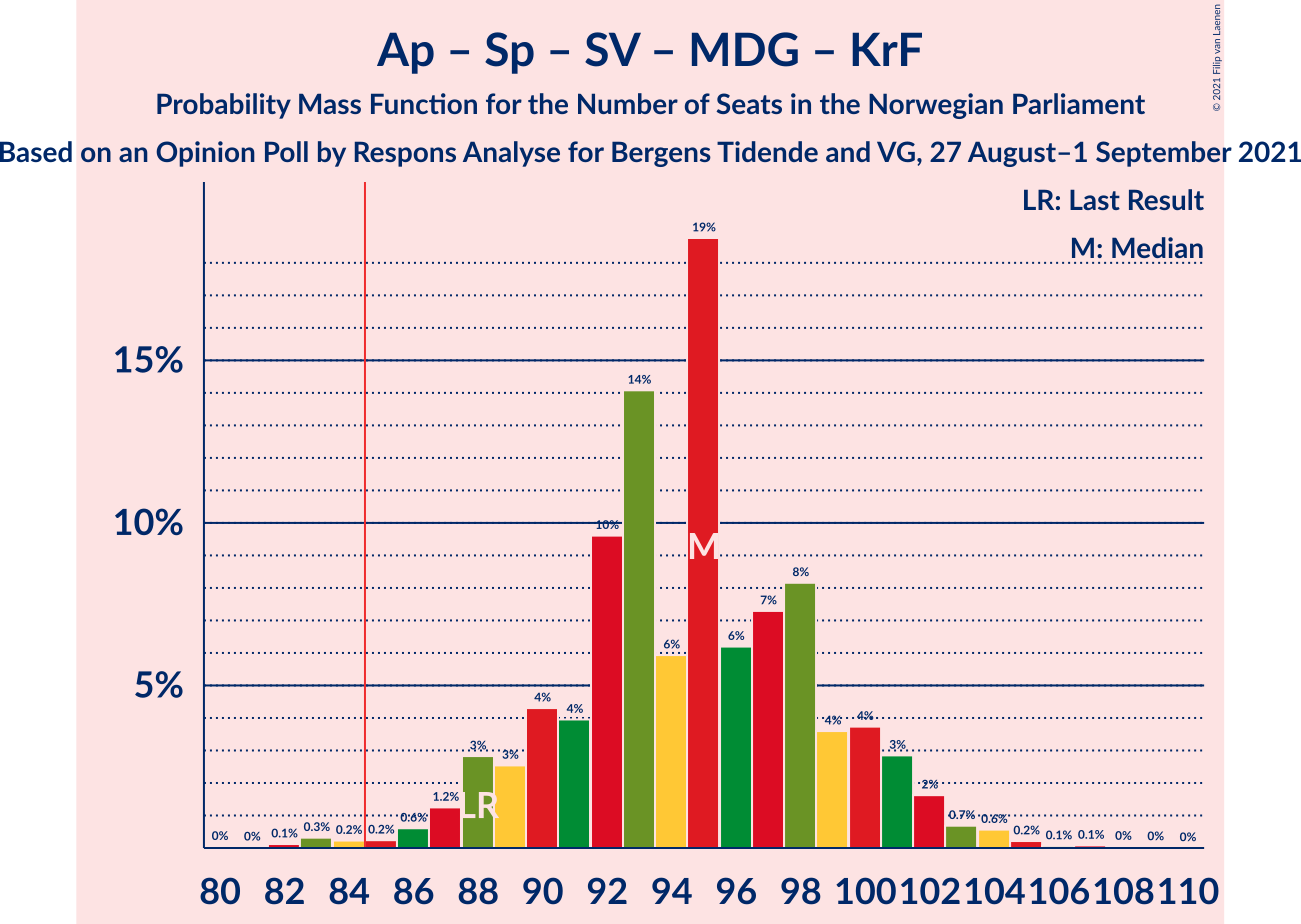 Ap – Sp – SV – MDG – KrF
© 2021 Filip van Laenen
Probability Mass Function for the Number of Seats in the Norwegian Parliament
Based on an Opinion Poll by Respons Analyse for Bergens Tidende and VG, 27 August–1 September 2021
LR: Last Result
M: Median
15%
10%
5%
0% 0% 0.1% 0.3% 0.2% 0.2% 0.6% 1.2% 3% 3% 4% 4% 10% 14% 6% 19% 6% 7% 8% 4% 4% 3% 2% 0.7% 0.6% 0.2% 0.1% 0.1% 0% 0% 0%
LR
M
80 82 84 86 88 90 92 94 96 98 100 102 104 106 108 110